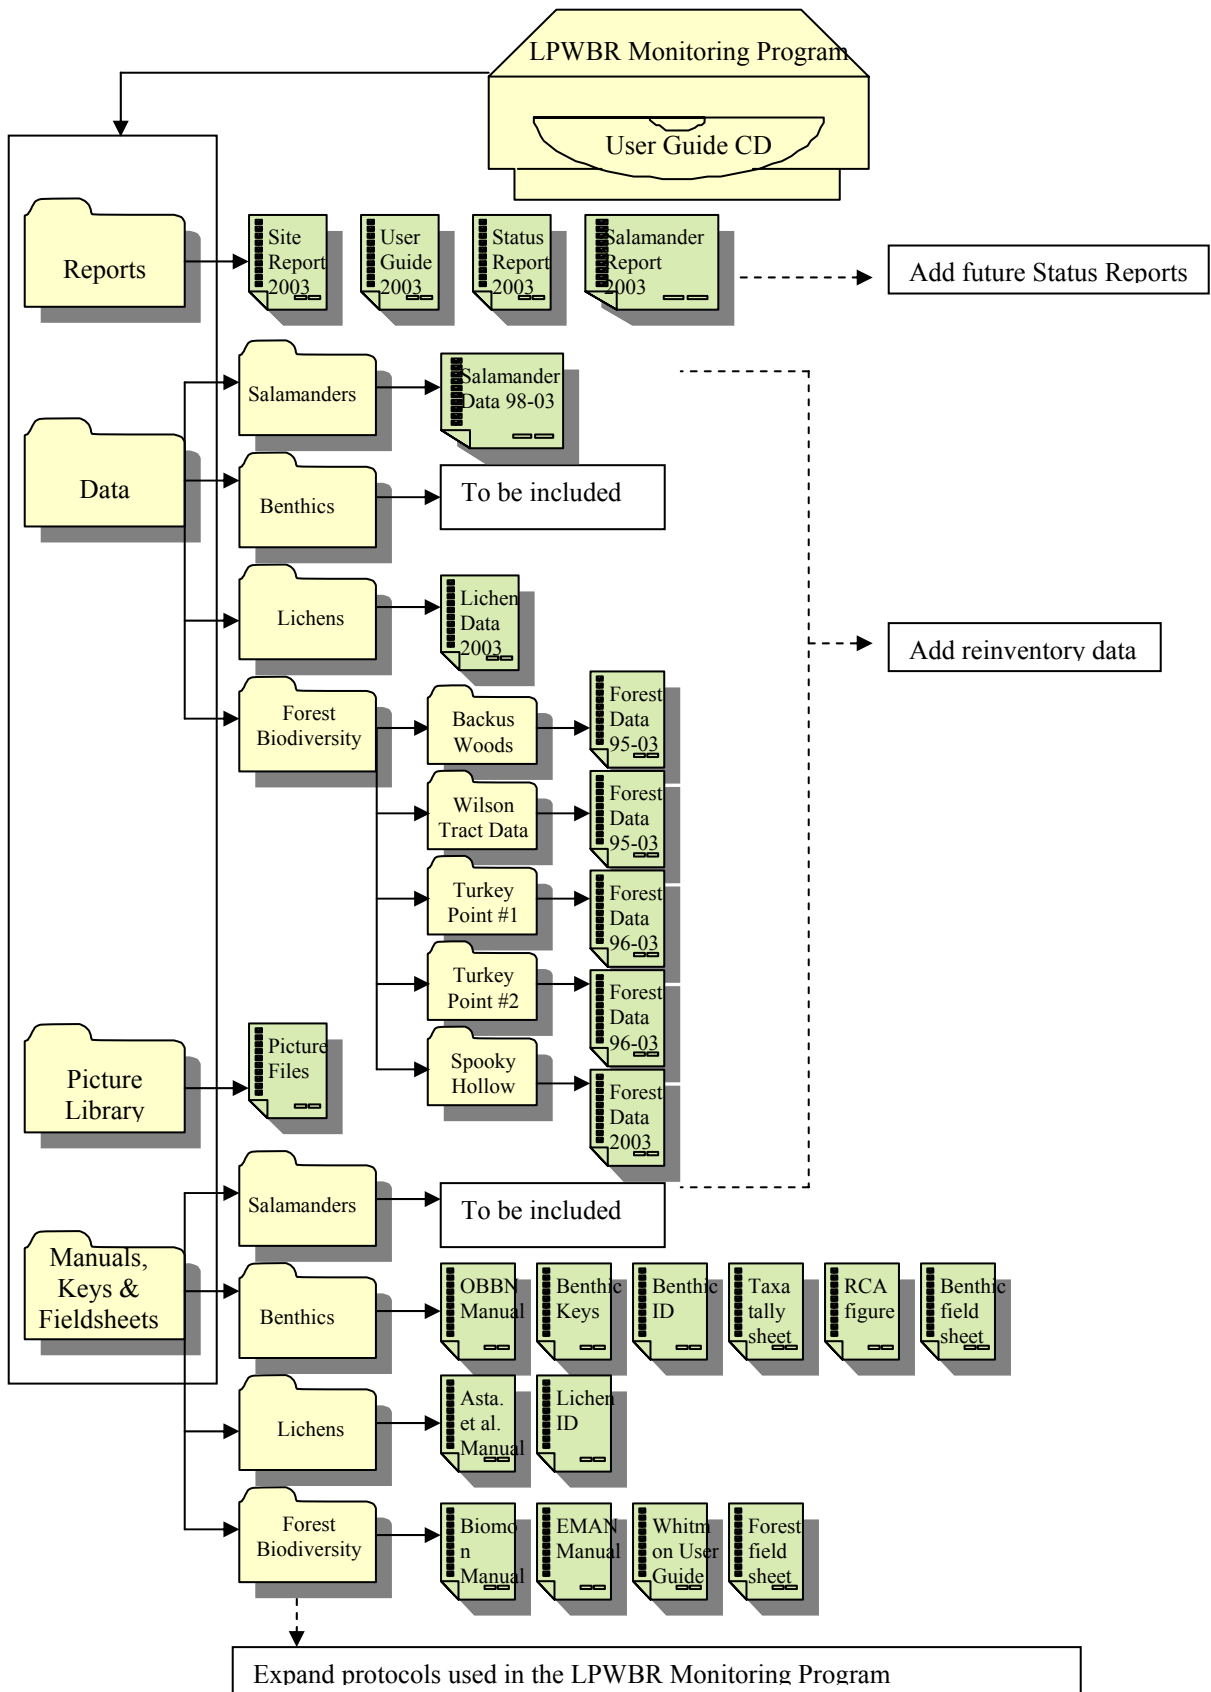 LPWBR Monitoring Program
User Guide CD
Reports
Site
Report
2003
User
Guide
2003
Status
Report
2003
Salamander
Report
2003
Add future Status Reports
Data
Salamanders
Salamander
Data 98-03
Benthics
To be included
Lichens
Lichen
Data
2003
Add reinventory data
Forest
Biodiversity
Backus
Woods
Forest
Data
95-03
Wilson
Tract Data
Forest
Data
95-03
Turkey
Point #1
Forest
Data
96-03
Turkey
Point #2
Forest
Data
96-03
Spooky
Hollow
Forest
Data
2003
Picture
Library
Picture
Files
Manuals,
Keys &
Fieldsheets
Salamanders
To be included
Benthics
OBBN
Manual
Benthic
Keys
Benthic
ID
Taxa
tally
sheet
RCA
figure
Benthic
field
sheet
Lichens
Asta.
et al.
Manual
Lichen
ID
Forest
Biodiversity
Biomo
n
Manual
EMAN
Manual
Whitm
on User
Guide
Forest
field
sheet
Expand protocols used in the LPWBR Monitoring Program